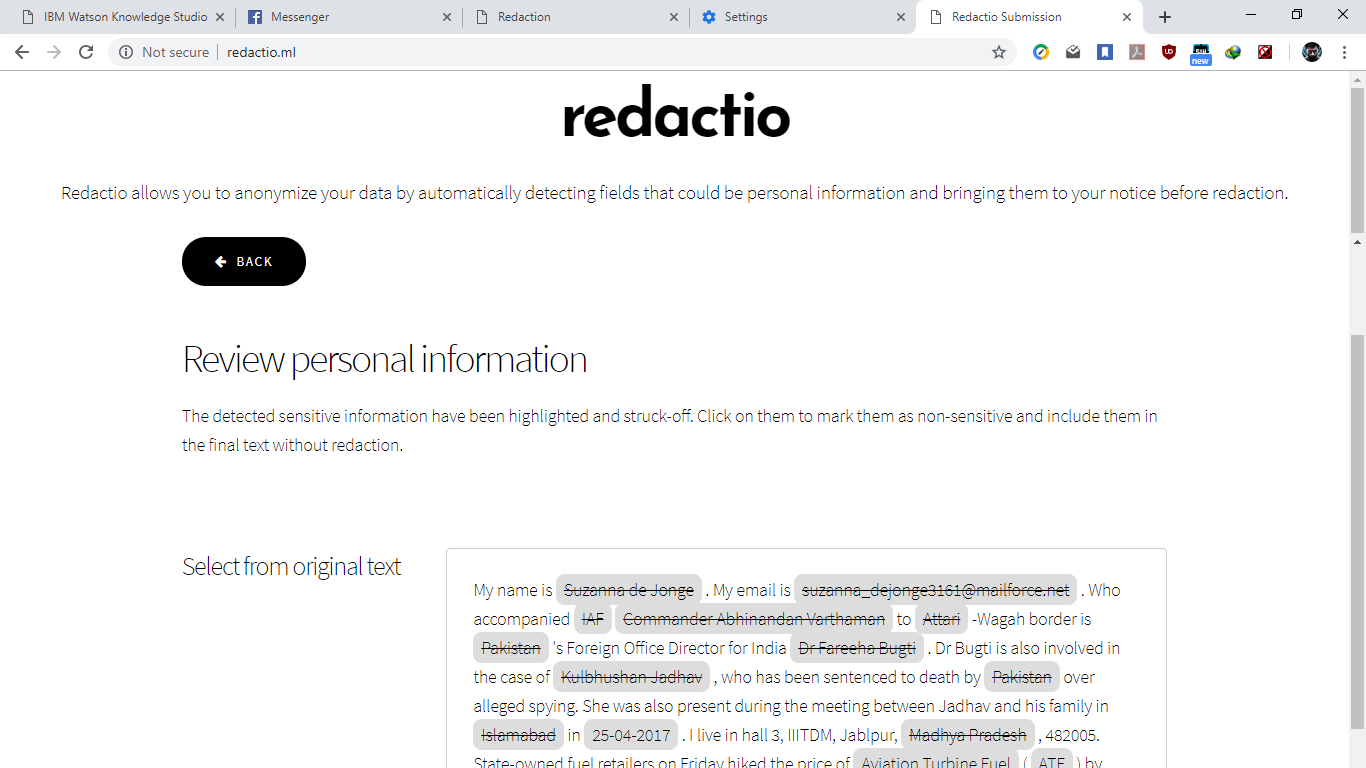 IBM Watson Knowledge Studio
Messenger
Redaction
Settings
Redactio Submission
Not secure
redactio.ml
new
redactio
Redactio allows you to anonymize your data by automatically detecting fields that could be personal information and bringing them to your notice before redaction.
BACK
Review personal information
The detected sensitive information have been highlighted and struck-off. Click on them to mark them as non-sensitive and include them in
the final text without redaction.
Select from original text
My name is Suzanna de Jonge . My email is suzanna_dejonge3161@mailforce.net . Who
accompanied IAF Commander Abhinandan Varthaman to Attari -Wagah border is
Pakistan 's Foreign Office Director for India Dr Fareeha Bugti . Dr Bugti is also involved in
the case of Kulbhushan Jadhav , who has been sentenced to death by Pakistan over
alleged spying. She was also present during the meeting between Jadhav and his family in
Islamabad in 25-04-2017 . I live in hall 3, IIITDM, Jablpur, Madhya Pradesh , 482005.
State-owned fuel retailers on Friday hiked the price of Aviation Turbine Fuel ( ATF ) by